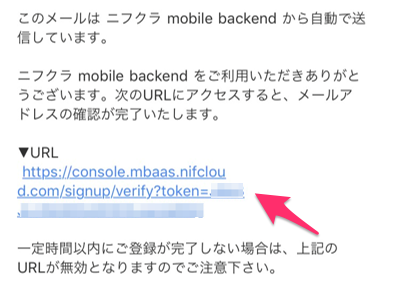 このメールは ニフクラ mobile backend から自動で送
信しています。
ニフクラ mobile backend をご利用いただきありがと
うございます。次のURLにアクセスすると、メールア
ドレスの確認が完了いたします。
▼URL
https://console.mbaas.nifclou
d.com/signup/verify?token=
一定時間以内にご登録が完了しない場合は、上記の
URLが無効となりますのでご注意下さい。